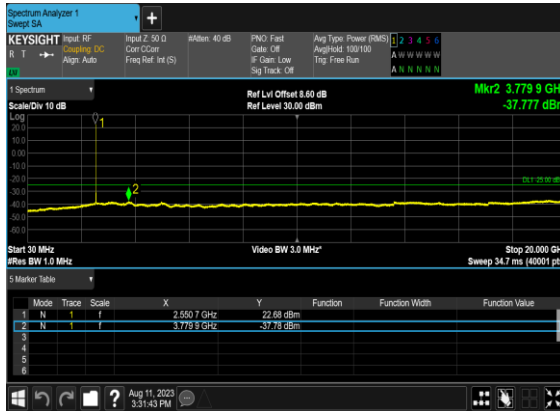 Spectrum Analyzer 1
Swept SA
KEYSIGHT Input: RF Input Z: 50 Ω #Atten: 40 dB PNO: Fast Avg Type: Power (RMS) 1 2 3 4 5 6
R T Coupling: DC Corr CCorr Gate: Off Avg|Hold: 100/100
Align: Auto Freq Ref: Int (S) IF Gain: Low Trig: Free Run A W W W W W
Sig Track: Off A N N N N N
1 Spectrum Ref Lvl Offset 8.60 dB Mkr2 3.779 9 GH
Scale/Div 10 dB Ref Level 30.00 dBm -37.777 dB
Log
20.0
10.0
0.00
-10.0
-20.0
-30.0
-40.0
-50.0
-60.0
1
2
DL1 -25.00 dB
Start 30 MHz Video BW 3.0 MHz* Stop 20.000 GH
#Res BW 1.0 MHz Sweep 34.7 ms (40001 pt
5 Marker Table
Mode Trace Scale X Y Function Function Width Function Value
1 N 1 f 2.550 7 GHz 22.68 dBm
2 N 1 f 3.779 9 GHz -37.78 dBm
3
4
5
6
? Aug 11, 2023
3:31:43 PM